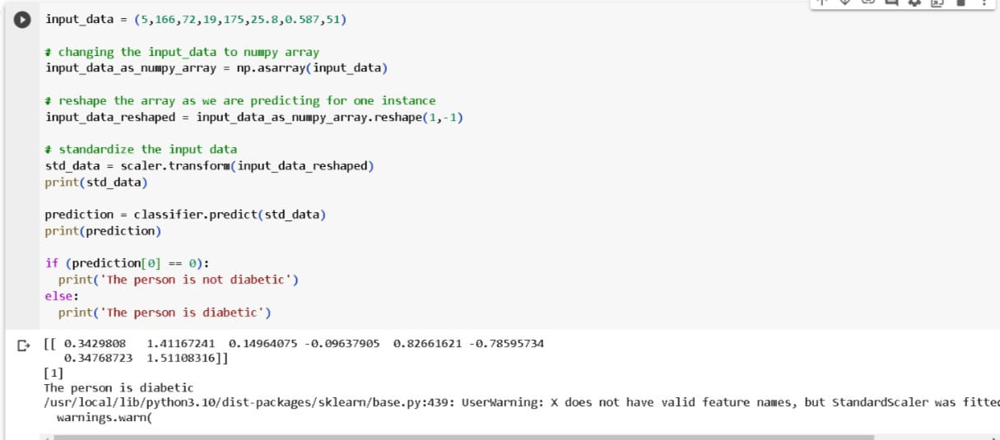 input_data = (5,166,72,19,175,25.8,0.587,51)
# changing the input_data to numpy array
input_data_as_numpy_array = np.asarray(input_data)
# reshape the array as we are predicting for one instance
input_data_reshaped = input_data_as_numpy_array.reshape(1,-1)
# standardize the input data
std_data = scaler.transform(input_data_reshaped)
print(std_data)
prediction = classifier.predict(std_data)
print(prediction)
if (prediction[0] == 0):
  print('The person is not diabetic')
else:
  print('The person is diabetic')
[[ 0.3429808   1.41167241  0.14964075 -0.09637905  0.82661621 -0.78595734
   0.34768723  1.51108316]]
[1]
The person is diabetic
/usr/local/lib/python3.10/dist-packages/sklearn/base.py:439: UserWarning: X does not have valid feature names, but StandardScaler was fitte
  warnings.warn(